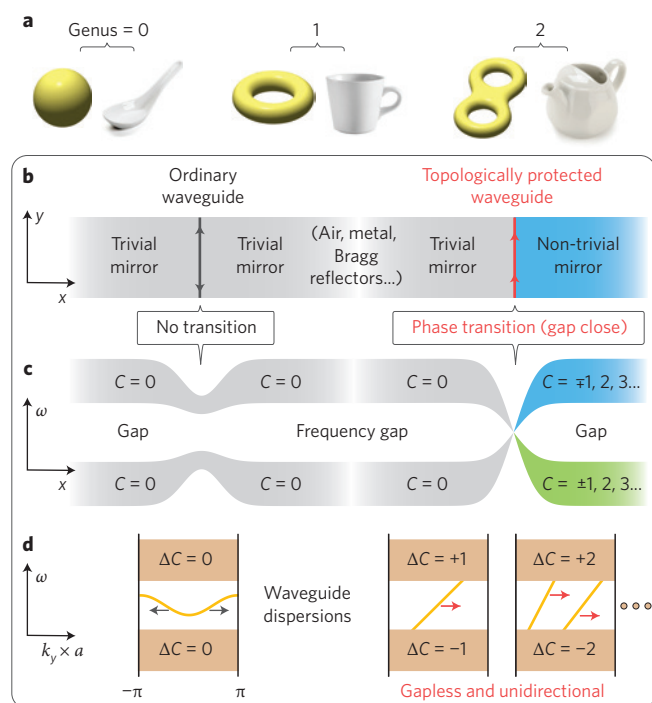 a
Genus = 0
1
2
b
Ordinary
waveguide
Topologically protected
waveguide
y
x
Trivial
mirror
Trivial
mirror
(Air, metal,
Bragg
reflectors...)
Trivial
mirror
Non-trivial
mirror
No transition
Phase transition (gap close)
c
ω
x
C = 0
C = 0
C = 0
C = ∓1, 2, 3...
Gap
Frequency gap
Gap
C = 0
C = 0
C = 0
C = ±1, 2, 3...
d
ω
k_y × a
ΔC = 0
ΔC = 0
−π
π
Waveguide
dispersions
ΔC = +1
ΔC = −1
ΔC = +2
ΔC = −2
Gapless and unidirectional